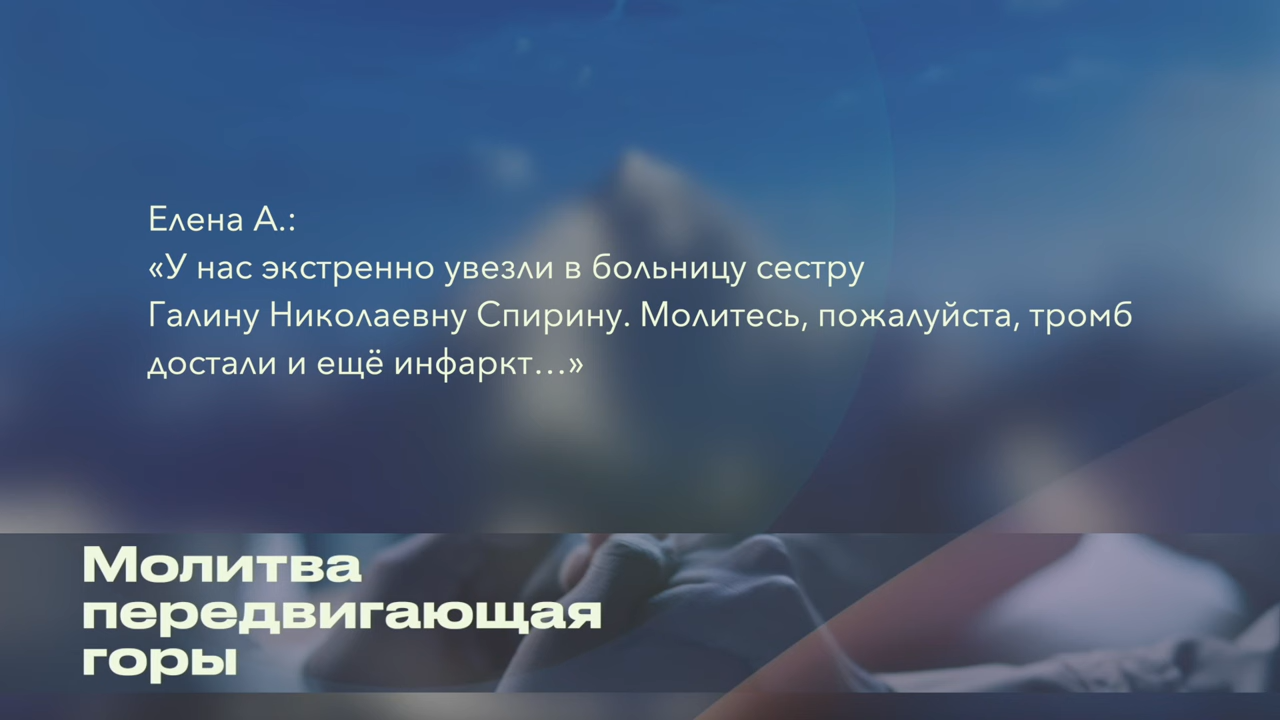 Елена А.:
«У нас экстренно увезли в больницу сестру
Галину Николаевну Спирину. Молитесь, пожалуйста, тромб
достали и ещё инфаркт...»
Молитва
передвигающая
горы